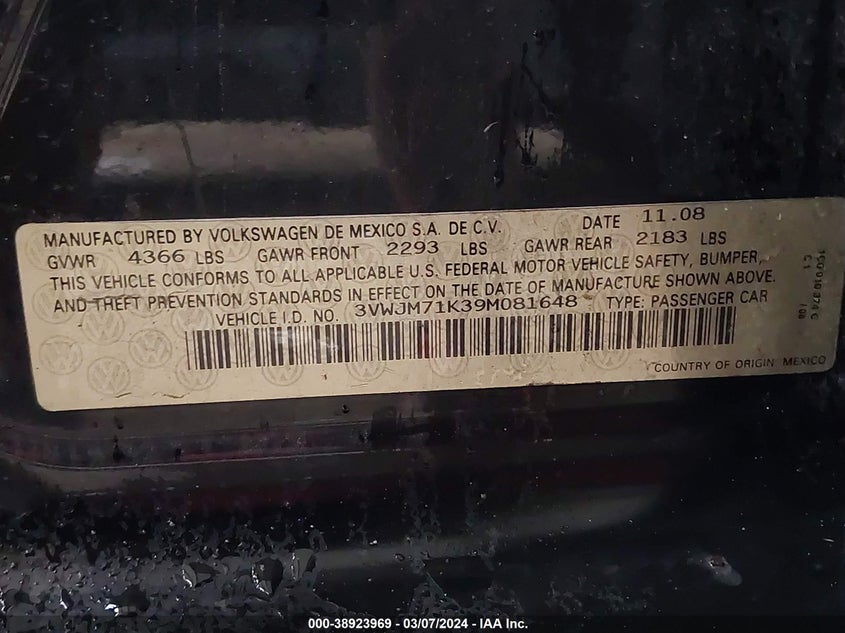 MANUFACTURED BY VOLKSWAGEN DE MEXICO S.A. DE C.V. DATE 11.08
GVWR 4366 LBS GAWR FRONT 2293 LBS GAWR REAR 2183 LBS
THIS VEHICLE CONFORMS TO ALL APPLICABLE U.S. FEDERAL MOTOR VEHICLE SAFETY, BUMPER,
AND THEFT PREVENTION STANDARDS IN EFFECT ON THE DATE OF MANUFACTURE SHOWN ABOVE.
VEHICLE I.D. NO. 3VWJM71K39M081648 TYPE: PASSENGER CAR
COUNTRY OF ORIGIN MEXICO
000-38923969 - 03/07/2024 - IAA Inc.